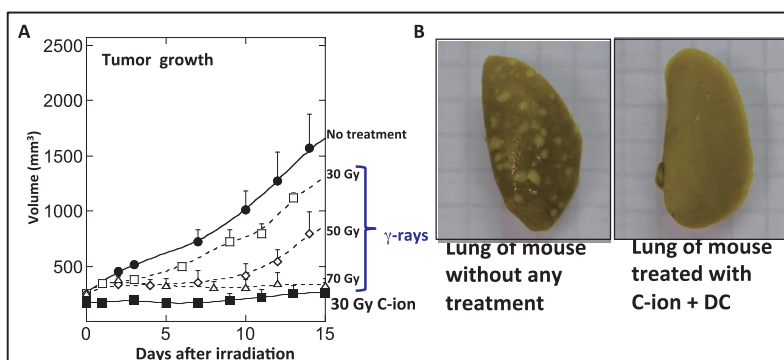 A
Tumor growth
2500
2000
1500
1000
500
Volume (mm³)
0
5
10
15
Days after irradiation
No treatment
30 Gy
50 Gy
70 Gy
γ-rays
30 Gy C-ion
B
Lung of mouse
without any
treatment
Lung of mouse
treated with
C-ion + DC